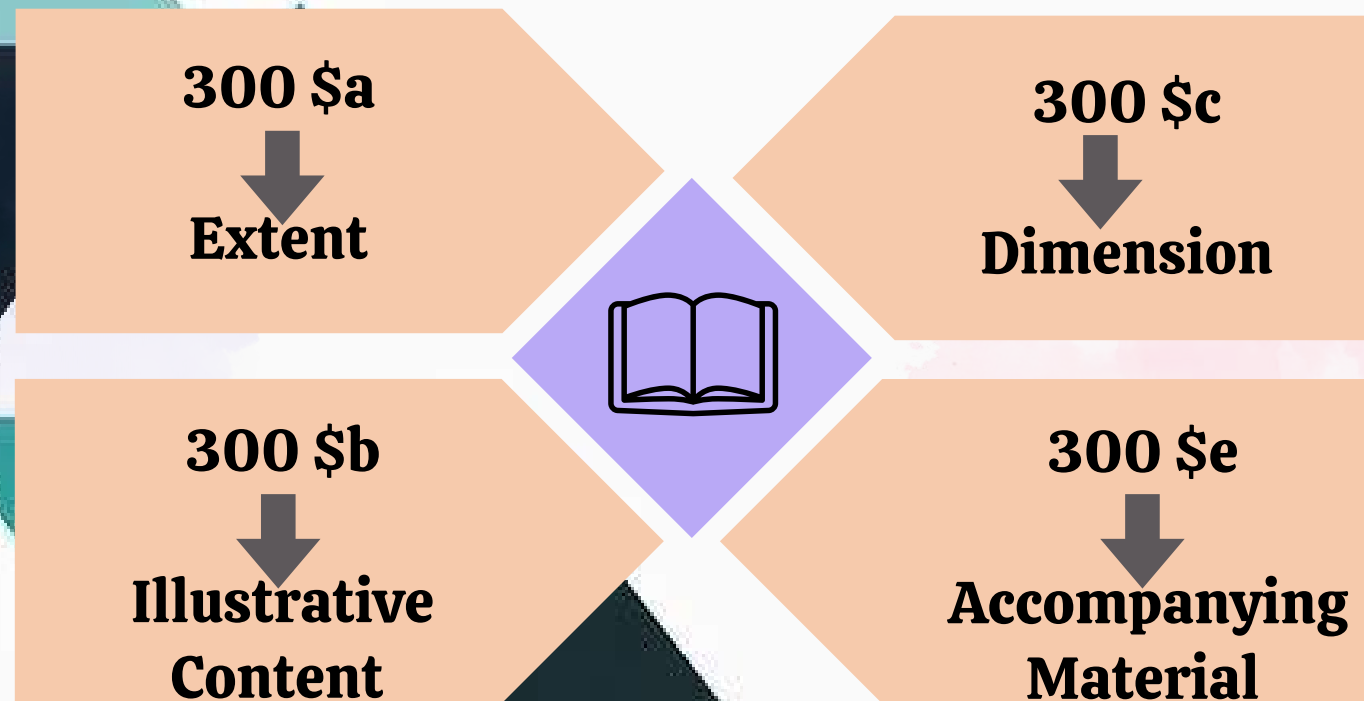 300 $a
Extent
300 $c
Dimension
300 $b
Illustrative
Content
300 $e
Accompanying
Material